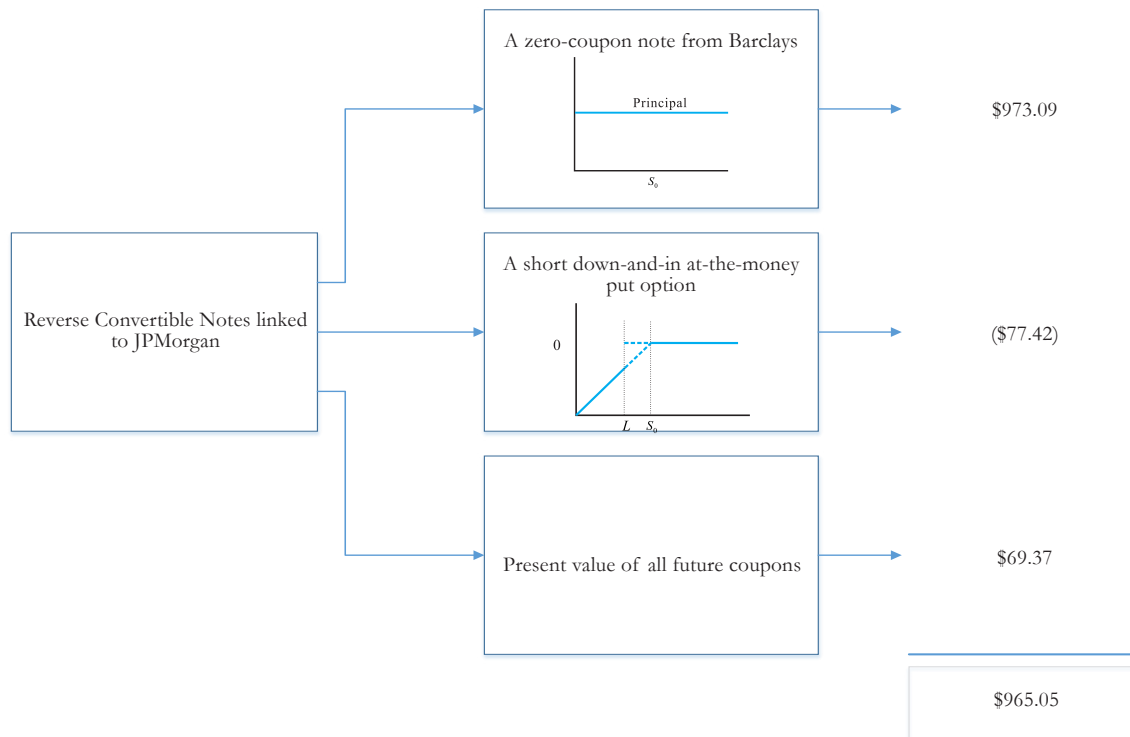 A zero-coupon note from Barclays
Principal
S₀
$973.09
Reverse Convertible Notes linked
to JPMorgan
A short down-and-in at-the-money
put option
0
L S₀
($77.42)
Present value of all future coupons
$69.37
$965.05